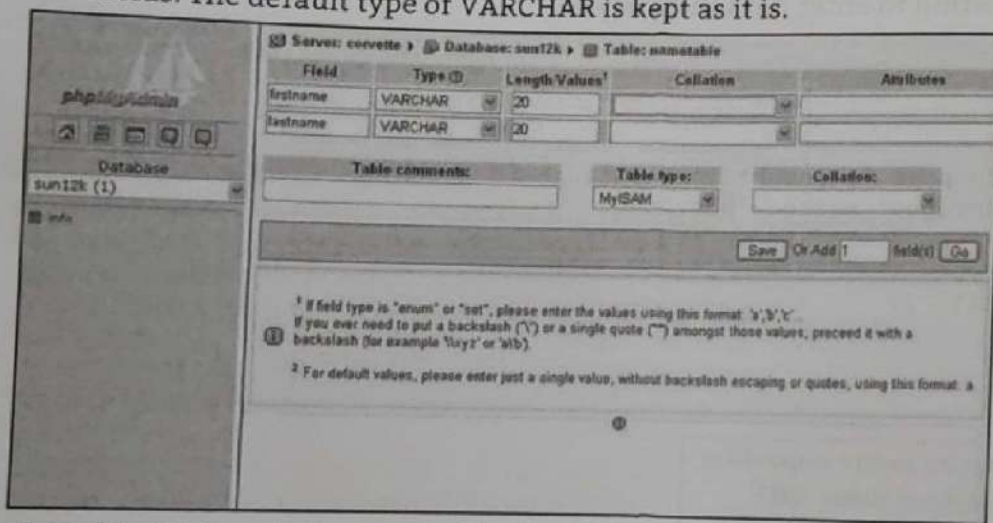 The default type of VARCHAR is kept as it is.
Server: corvette ▸ Database: sun12k ▸ Table: nametable
phpMyAdmin
Database
sun12k (1)
info
Field Type Length/Values¹ Collation Attributes
firstname VARCHAR 20
lastname VARCHAR 20
Table comments: Table type: Collation:
MyISAM
Save Or Add 1 field(s) Go
¹ If field type is "enum" or "set", please enter the values using this format: 'a','b','c'...
If you ever need to put a backslash ("\") or a single quote ("'") amongst those values, preceed it with a
backslash (for example '\\xyz' or 'a\'b').
² For default values, please enter just a single value, without backslash escaping or quotes, using this format: a